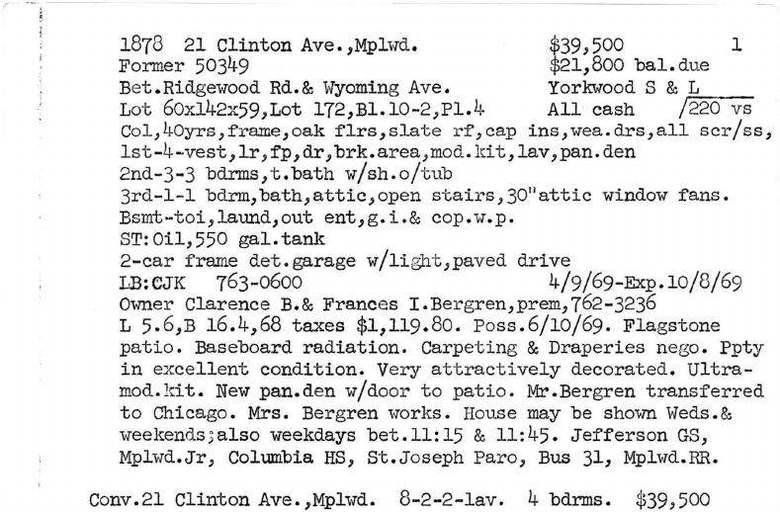 1878  21 Clinton Ave.,Mplwd.  $39,500  1
Former 50349  $21,800 bal.due
Bet.Ridgewood Rd.& Wyoming Ave.  Yorkwood S & L
Lot 60x142x59,Lot 172,Bl.10-2,Pl.4  All cash  /220 vs
Col,40yrs,frame,oak flrs,slate rf,cap ins,wea.drs,all scr/ss,
1st-4-vest,lr,fp,dr,brk.area,mod.kit,lav,pan.den
2nd-3-3 bdrms,t.bath w/sh.o/tub
3rd-1-1 bdrm,bath,attic,open stairs,30"attic window fans.
Bsmt-toi,laund,out ent,g.i.& cop.w.p.
ST:Oil,550 gal.tank
2-car frame det.garage w/light,paved drive
LB:CJK  763-0600  4/9/69-Exp.10/8/69
Owner Clarence B.& Frances I.Bergren,prem,762-3236
L 5.6,B 16.4,68 taxes $1,119.80. Poss.6/10/69. Flagstone
patio. Baseboard radiation. Carpeting & Draperies nego. Ppty
in excellent condition. Very attractively decorated. Ultra-
mod.kit. New pan.den w/door to patio. Mr.Bergren transferred
to Chicago. Mrs. Bergren works. House may be shown Weds.&
weekends;also weekdays bet.11:15 & 11:45. Jefferson GS,
Mplwd.Jr, Columbia HS, St.Joseph Paro, Bus 31, Mplwd.RR.
Conv.21 Clinton Ave.,Mplwd.  8-2-2-lav.  4 bdrms.  $39,500